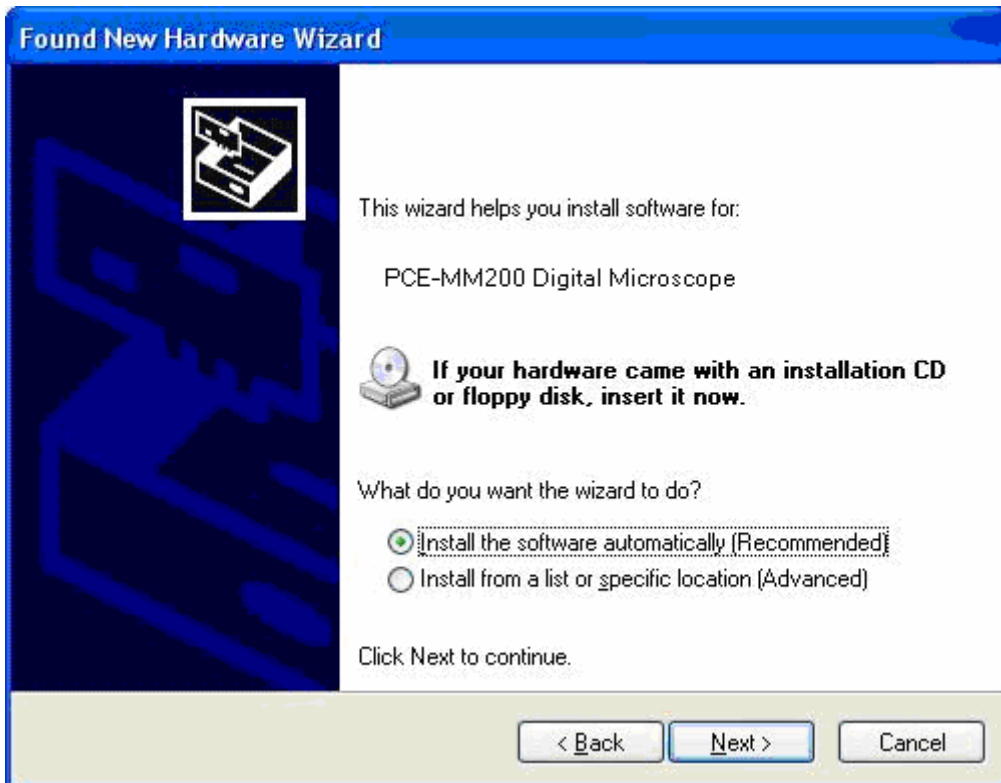 Found New Hardware Wizard
This wizard helps you install software for:
PCE-MM200 Digital Microscope
If your hardware came with an installation CD
or floppy disk, insert it now.
What do you want the wizard to do?
Install the software automatically (Recommended)
Install from a list or specific location (Advanced)
Click Next to continue.
< Back Next > Cancel